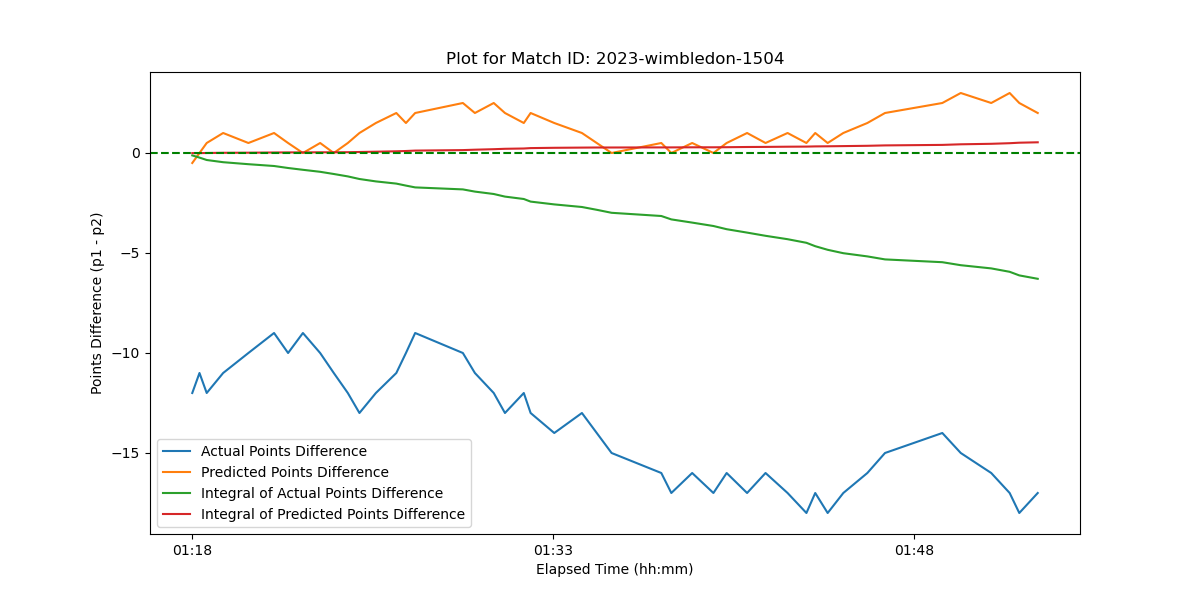 Plot for Match ID: 2023-wimbledon-1504
Points Difference (p1 - p2)
0
−5
−10
−15
Actual Points Difference
Predicted Points Difference
Integral of Actual Points Difference
Integral of Predicted Points Difference
01:18
01:33
01:48
Elapsed Time (hh:mm)